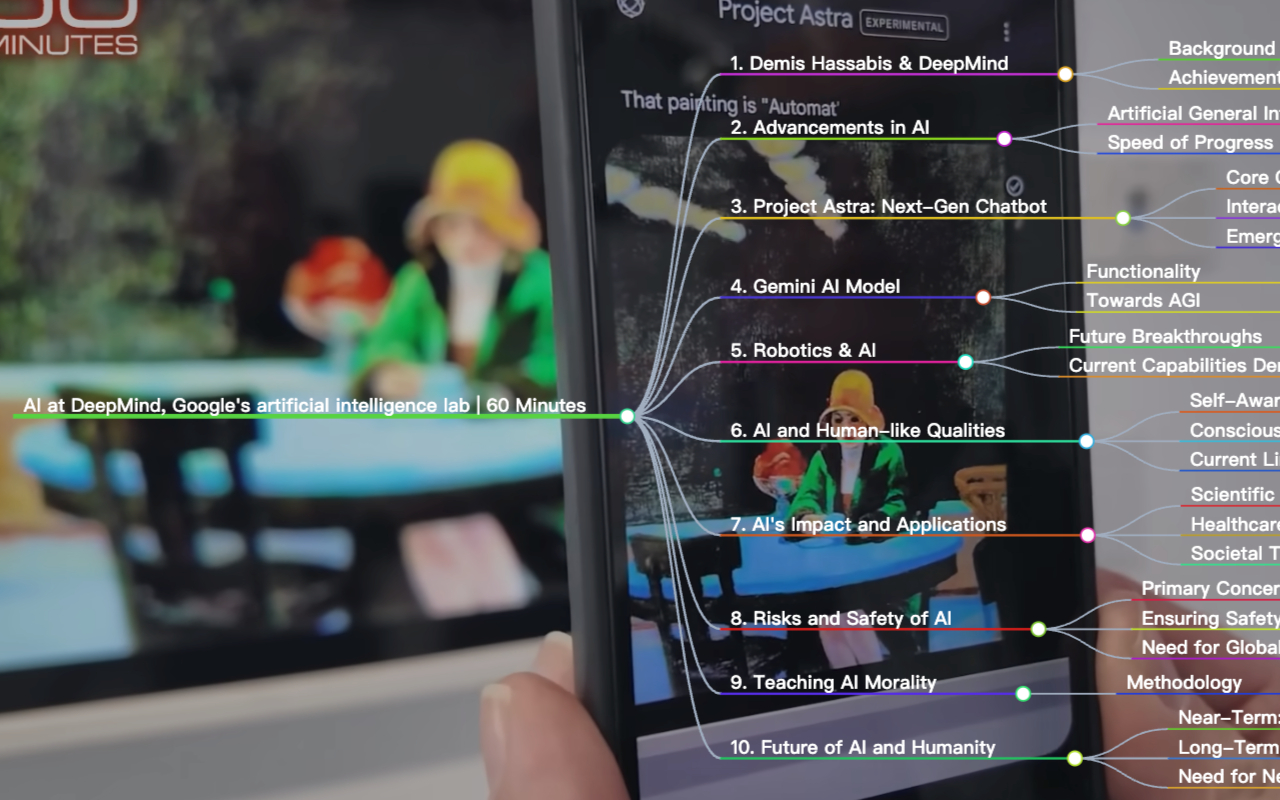 MINUTES
Project Astra EXPERIMENTAL
That painting is "Automat'
AI at DeepMind, Google's artificial intelligence lab | 60 Minutes
1. Demis Hassabis & DeepMind
Background
Achievement
2. Advancements in AI
Artificial General In
Speed of Progress
3. Project Astra: Next-Gen Chatbot
Core
Interac
Emerg
4. Gemini AI Model
Functionality
Towards AGI
5. Robotics & AI
Future Breakthroughs
Current Capabilities Der
6. AI and Human-like Qualities
Self-Awar
Conscious
Current Li
7. AI's Impact and Applications
Scientific
Healthcare
Societal T
8. Risks and Safety of AI
Primary Concer
Ensuring Safety
Need for Global
9. Teaching AI Morality
Methodology
10. Future of AI and Humanity
Near-Term:
Long-Term
Need for Ne